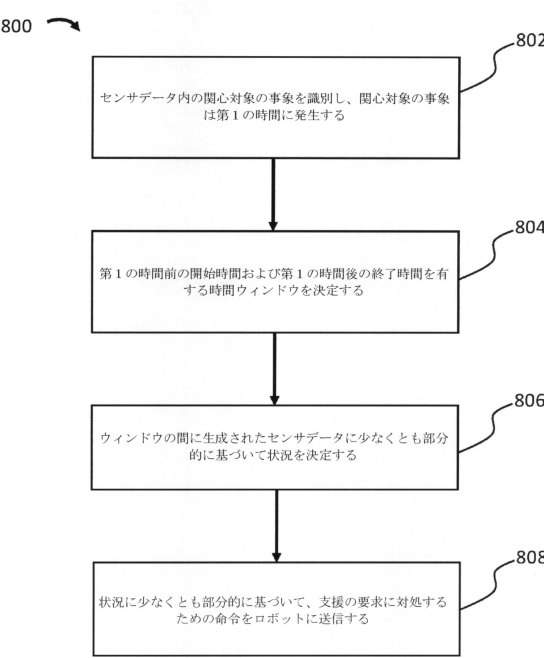 800
802
センサデータ内の関心対象の事象を識別し、関心対象の事象
は第１の時間に発生する
804
第１の時間前の開始時間および第１の時間後の終了時間を有
する時間ウィンドウを決定する
806
ウィンドウの間に生成されたセンサデータに少なくとも部分
的に基づいて状況を決定する
808
状況に少なくとも部分的に基づいて、支援の要求に対処する
ための命令をロボットに送信する